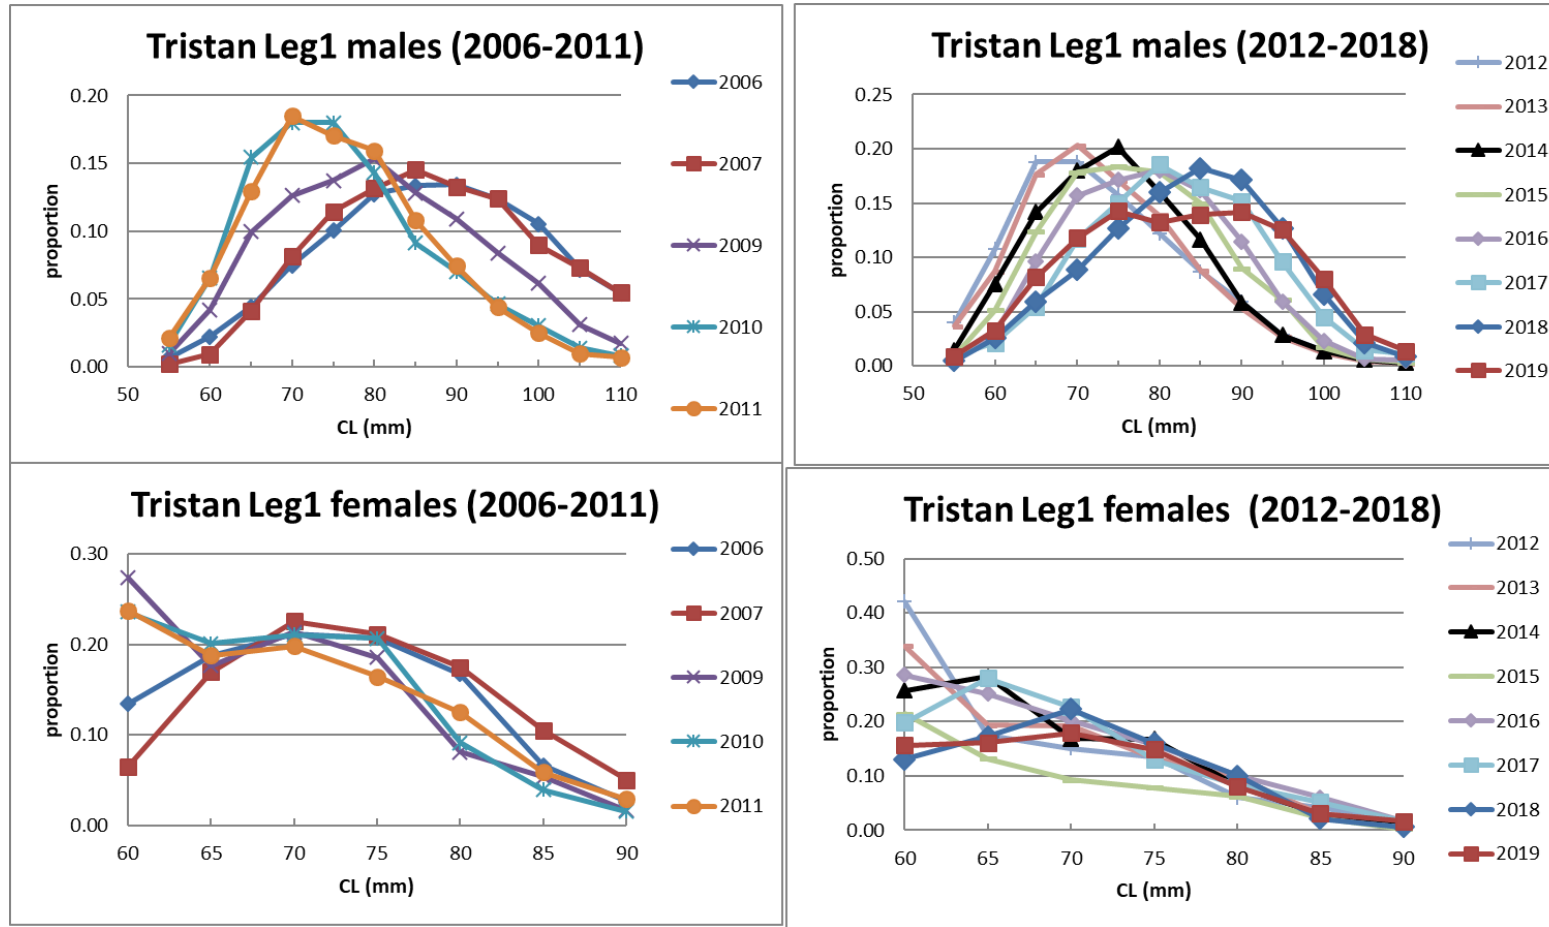 Tristan Leg1 males (2006-2011)
0.20
0.15
0.10
0.05
0.00
proportion
50 60 70 80 90 100 110
CL (mm)
2006
2007
2009
2010
2011
Tristan Leg1 males (2012-2018)
0.25
0.20
0.15
0.10
0.05
0.00
proportion
50 60 70 80 90 100 110
CL (mm)
2012
2013
2014
2015
2016
2017
2018
2019
Tristan Leg1 females (2006-2011)
0.30
0.20
0.10
0.00
proportion
60 65 70 75 80 85 90
CL (mm)
2006
2007
2009
2010
2011
Tristan Leg1 females (2012-2018)
0.50
0.40
0.30
0.20
0.10
0.00
proportion
60 65 70 75 80 85 90
CL (mm)
2012
2013
2014
2015
2016
2017
2018
2019